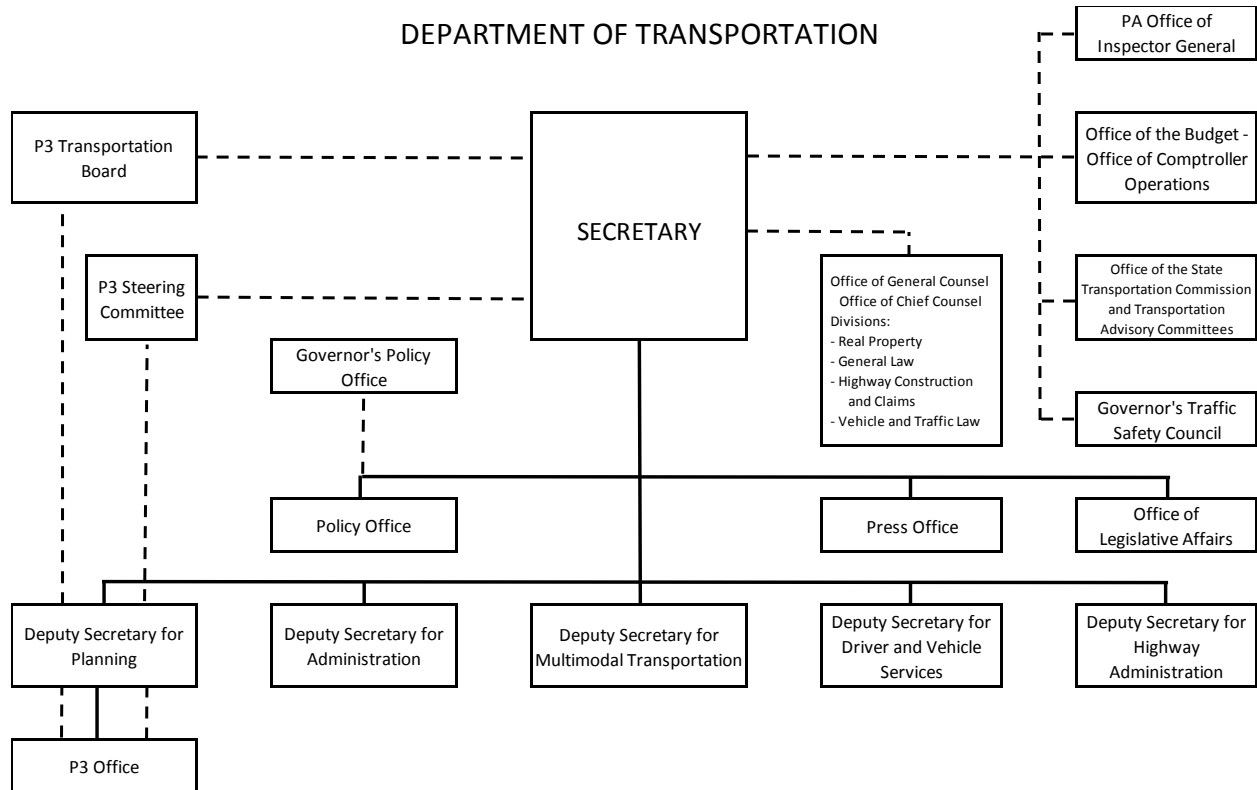 DEPARTMENT OF TRANSPORTATION
PA Office of
Inspector General
P3 Transportation
Board
SECRETARY
Office of the Budget -
Office of Comptroller
Operations
P3 Steering
Committee
Office of General Counsel
Office of Chief Counsel
Divisions:
- Real Property
- General Law
- Highway Construction
and Claims
- Vehicle and Traffic Law
Office of the State
Transportation Commission
and Transportation
Advisory Committees
Governor's Policy
Office
Governor's Traffic
Safety Council
Policy Office
Press Office
Office of
Legislative Affairs
Deputy Secretary for
Planning
Deputy Secretary for
Administration
Deputy Secretary for
Multimodal Transportation
Deputy Secretary for
Driver and Vehicle
Services
Deputy Secretary for
Highway
Administration
P3 Office